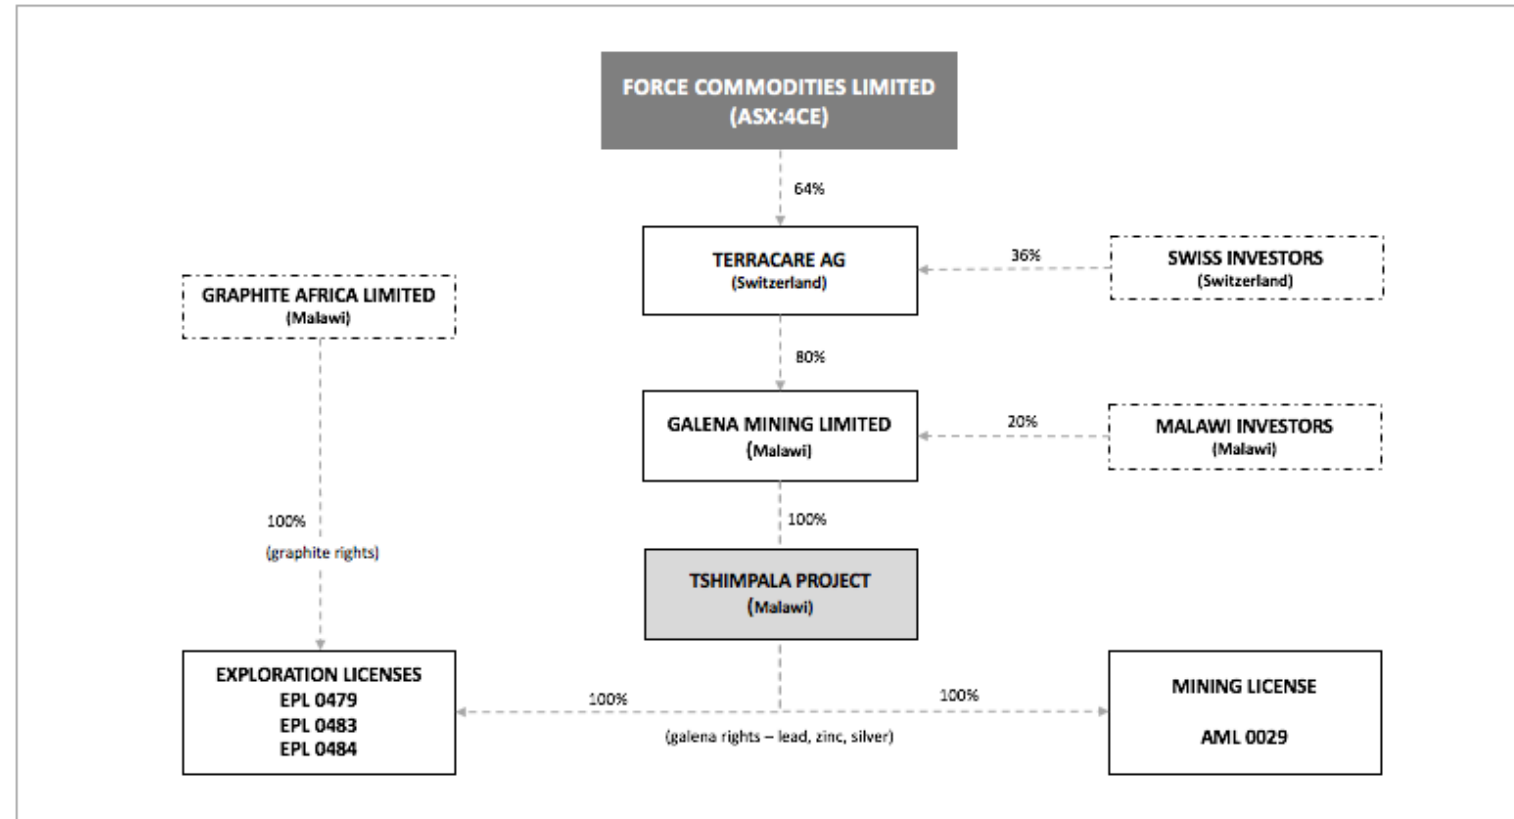 FORCE COMMODITIES LIMITED
(ASX:4CE)
64%
TERRACARE AG
(Switzerland)
36%
SWISS INVESTORS
(Switzerland)
GRAPHITE AFRICA LIMITED
(Malawi)
80%
GALENA MINING LIMITED
(Malawi)
20%
MALAWI INVESTORS
(Malawi)
100%
(graphite rights)
100%
TSHIMPALA PROJECT
(Malawi)
EXPLORATION LICENSES
EPL 0479
EPL 0483
EPL 0484
100%
100%
(galena rights – lead, zinc, silver)
MINING LICENSE
AML 0029